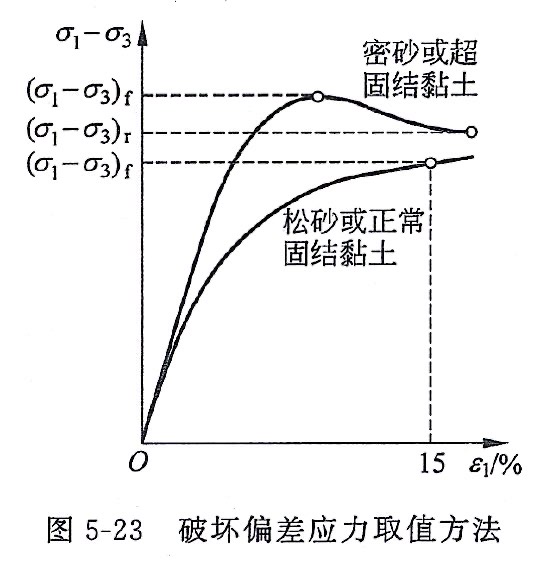 σ₁−σ₃
密砂或超
固结黏土
(σ₁−σ₃)f
(σ₁−σ₃)r
(σ₁−σ₃)f
松砂或正常
固结黏土
O
15
ε₁/%
图 5-23 破坏偏差应力取值方法